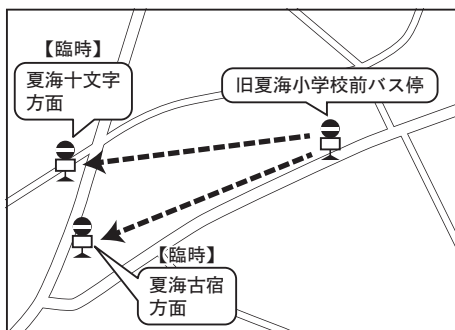 【臨時】
夏海十文字
方面
旧夏海小学校前バス停
【臨時】
夏海古宿
方面